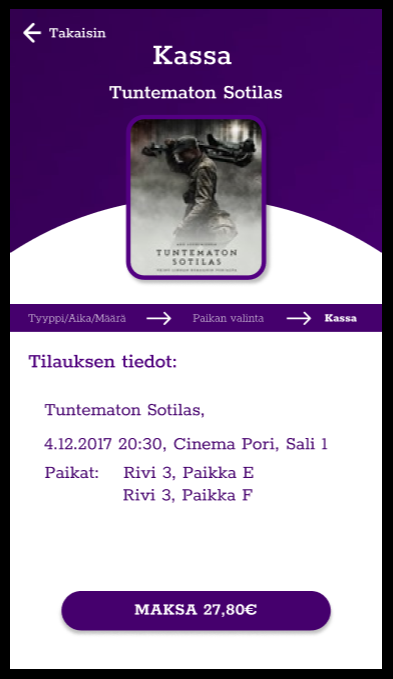 Takaisin
Kassa
Tuntematon Sotilas
TUNTEMATON
SOTILAS
Tyyppi/Aika/Määrä
Paikan valinta
Kassa
Tilauksen tiedot:
Tuntematon Sotilas,
4.12.2017 20:30, Cinema Pori, Sali 1
Paikat: Rivi 3, Paikka E
Rivi 3, Paikka F
MAKSA 27,80€